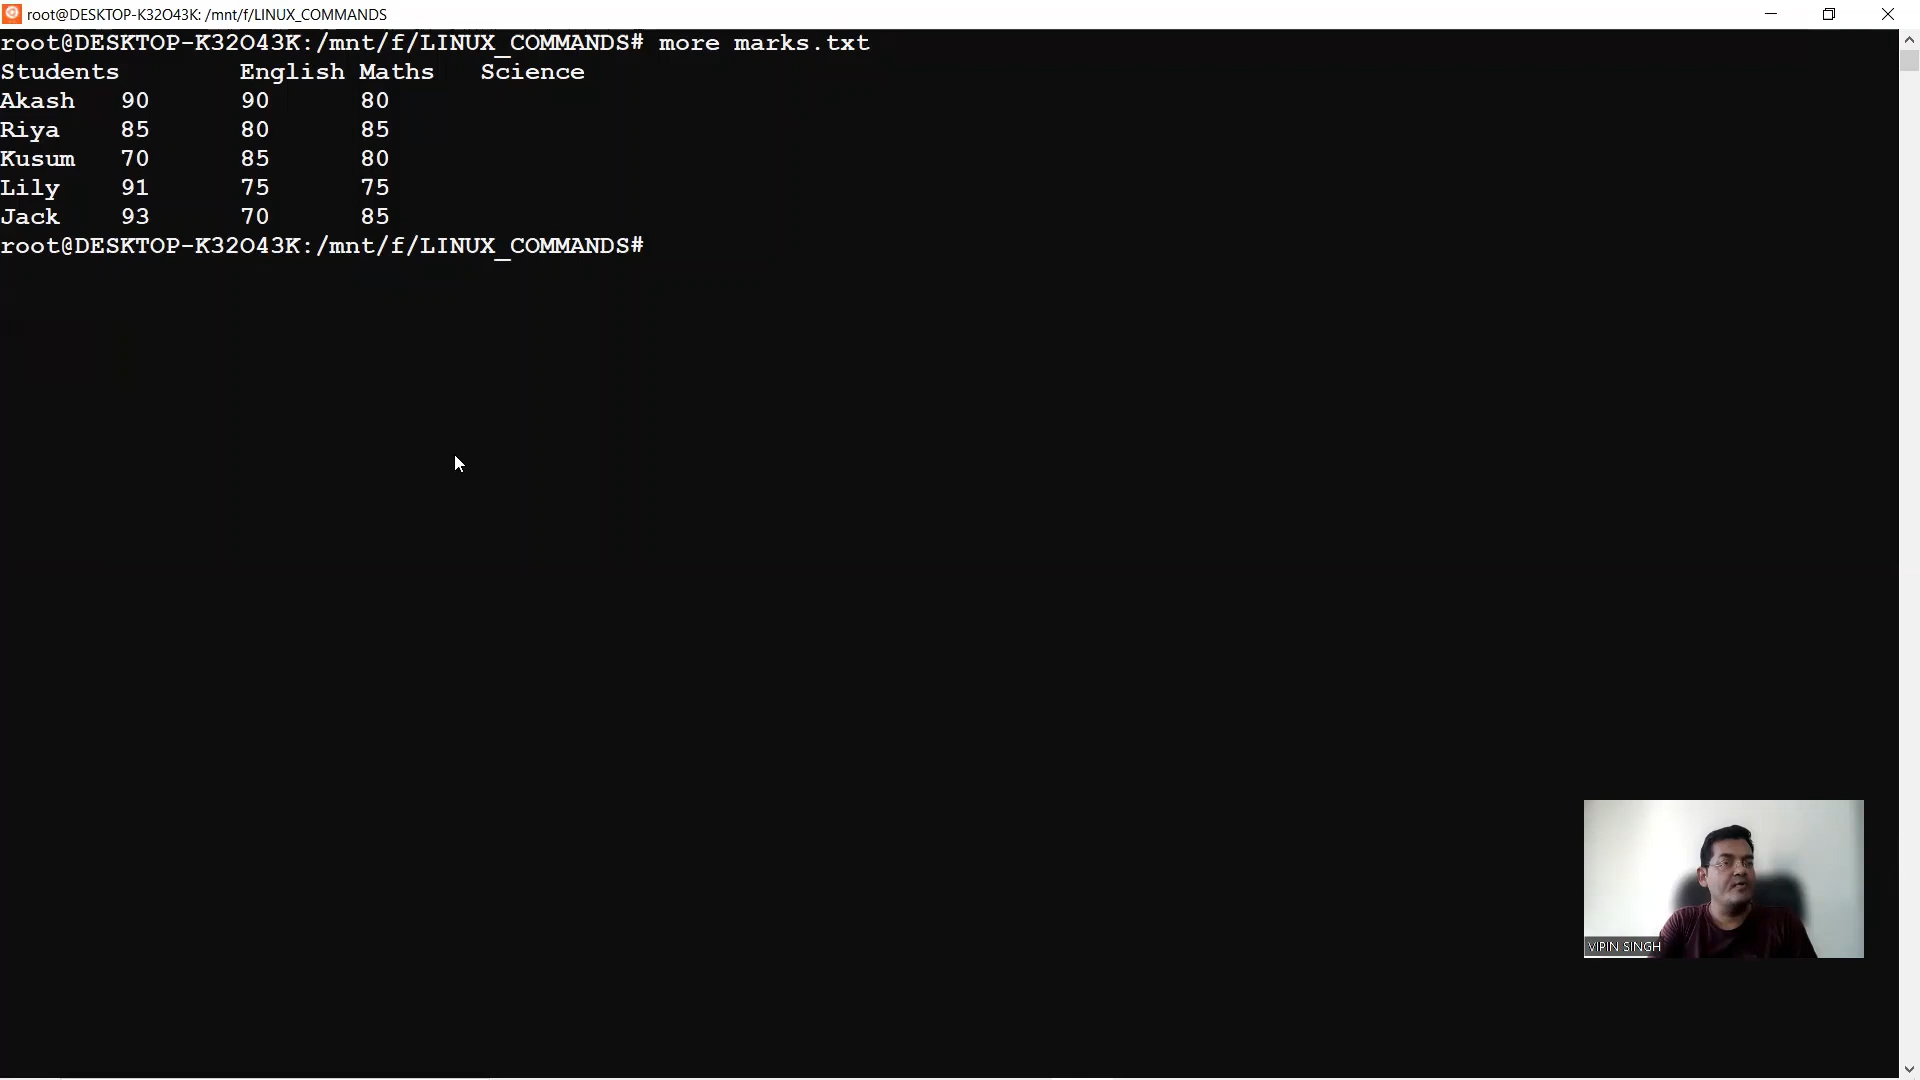 root@DESKTOP-K32O43K: /mnt/f/LINUX_COMMANDS
root@DESKTOP-K32O43K:/mnt/f/LINUX_COMMANDS# more marks.txt
Students English Maths Science
Akash 90 90 80
Riya 85 80 85
Kusum 70 85 80
Lily 91 75 75
Jack 93 70 85
root@DESKTOP-K32O43K:/mnt/f/LINUX_COMMANDS#
VIPIN SINGH